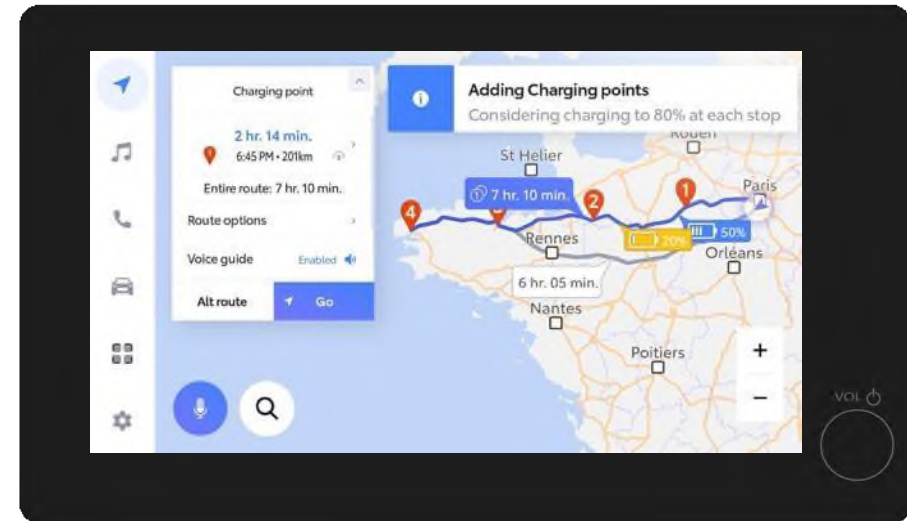 Charging point
2 hr. 14 min.
6:45 PM • 201km
Entire route: 7 hr. 10 min.
Route options
Voice guide Enabled
Alt route Go
Adding Charging points
Considering charging to 80% at each stop
Rouen
St Helier
7 hr. 10 min.
1
2
4
Paris
50%
20%
Rennes
Orléans
6 hr. 05 min.
Nantes
Poitiers
+
−
VOL